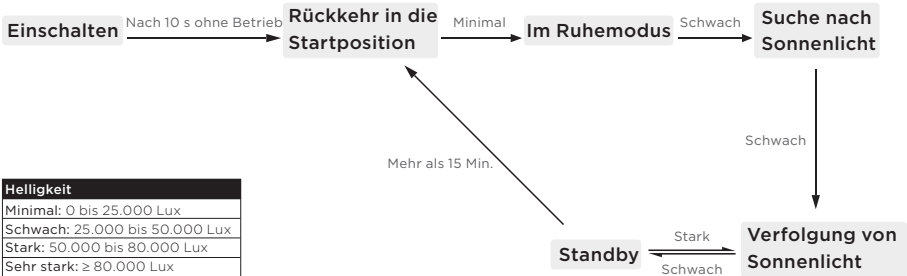 Einschalten
Nach 10 s ohne Betrieb
Rückkehr in die
Startposition
Minimal
Im Ruhemodus
Schwach
Suche nach
Sonnenlicht
Schwach
Mehr als 15 Min.
Helligkeit
Minimal: 0 bis 25.000 Lux
Schwach: 25.000 bis 50.000 Lux
Stark: 50.000 bis 80.000 Lux
Sehr stark: ≥ 80.000 Lux
Standby
Stark
Schwach
Verfolgung von
Sonnenlicht